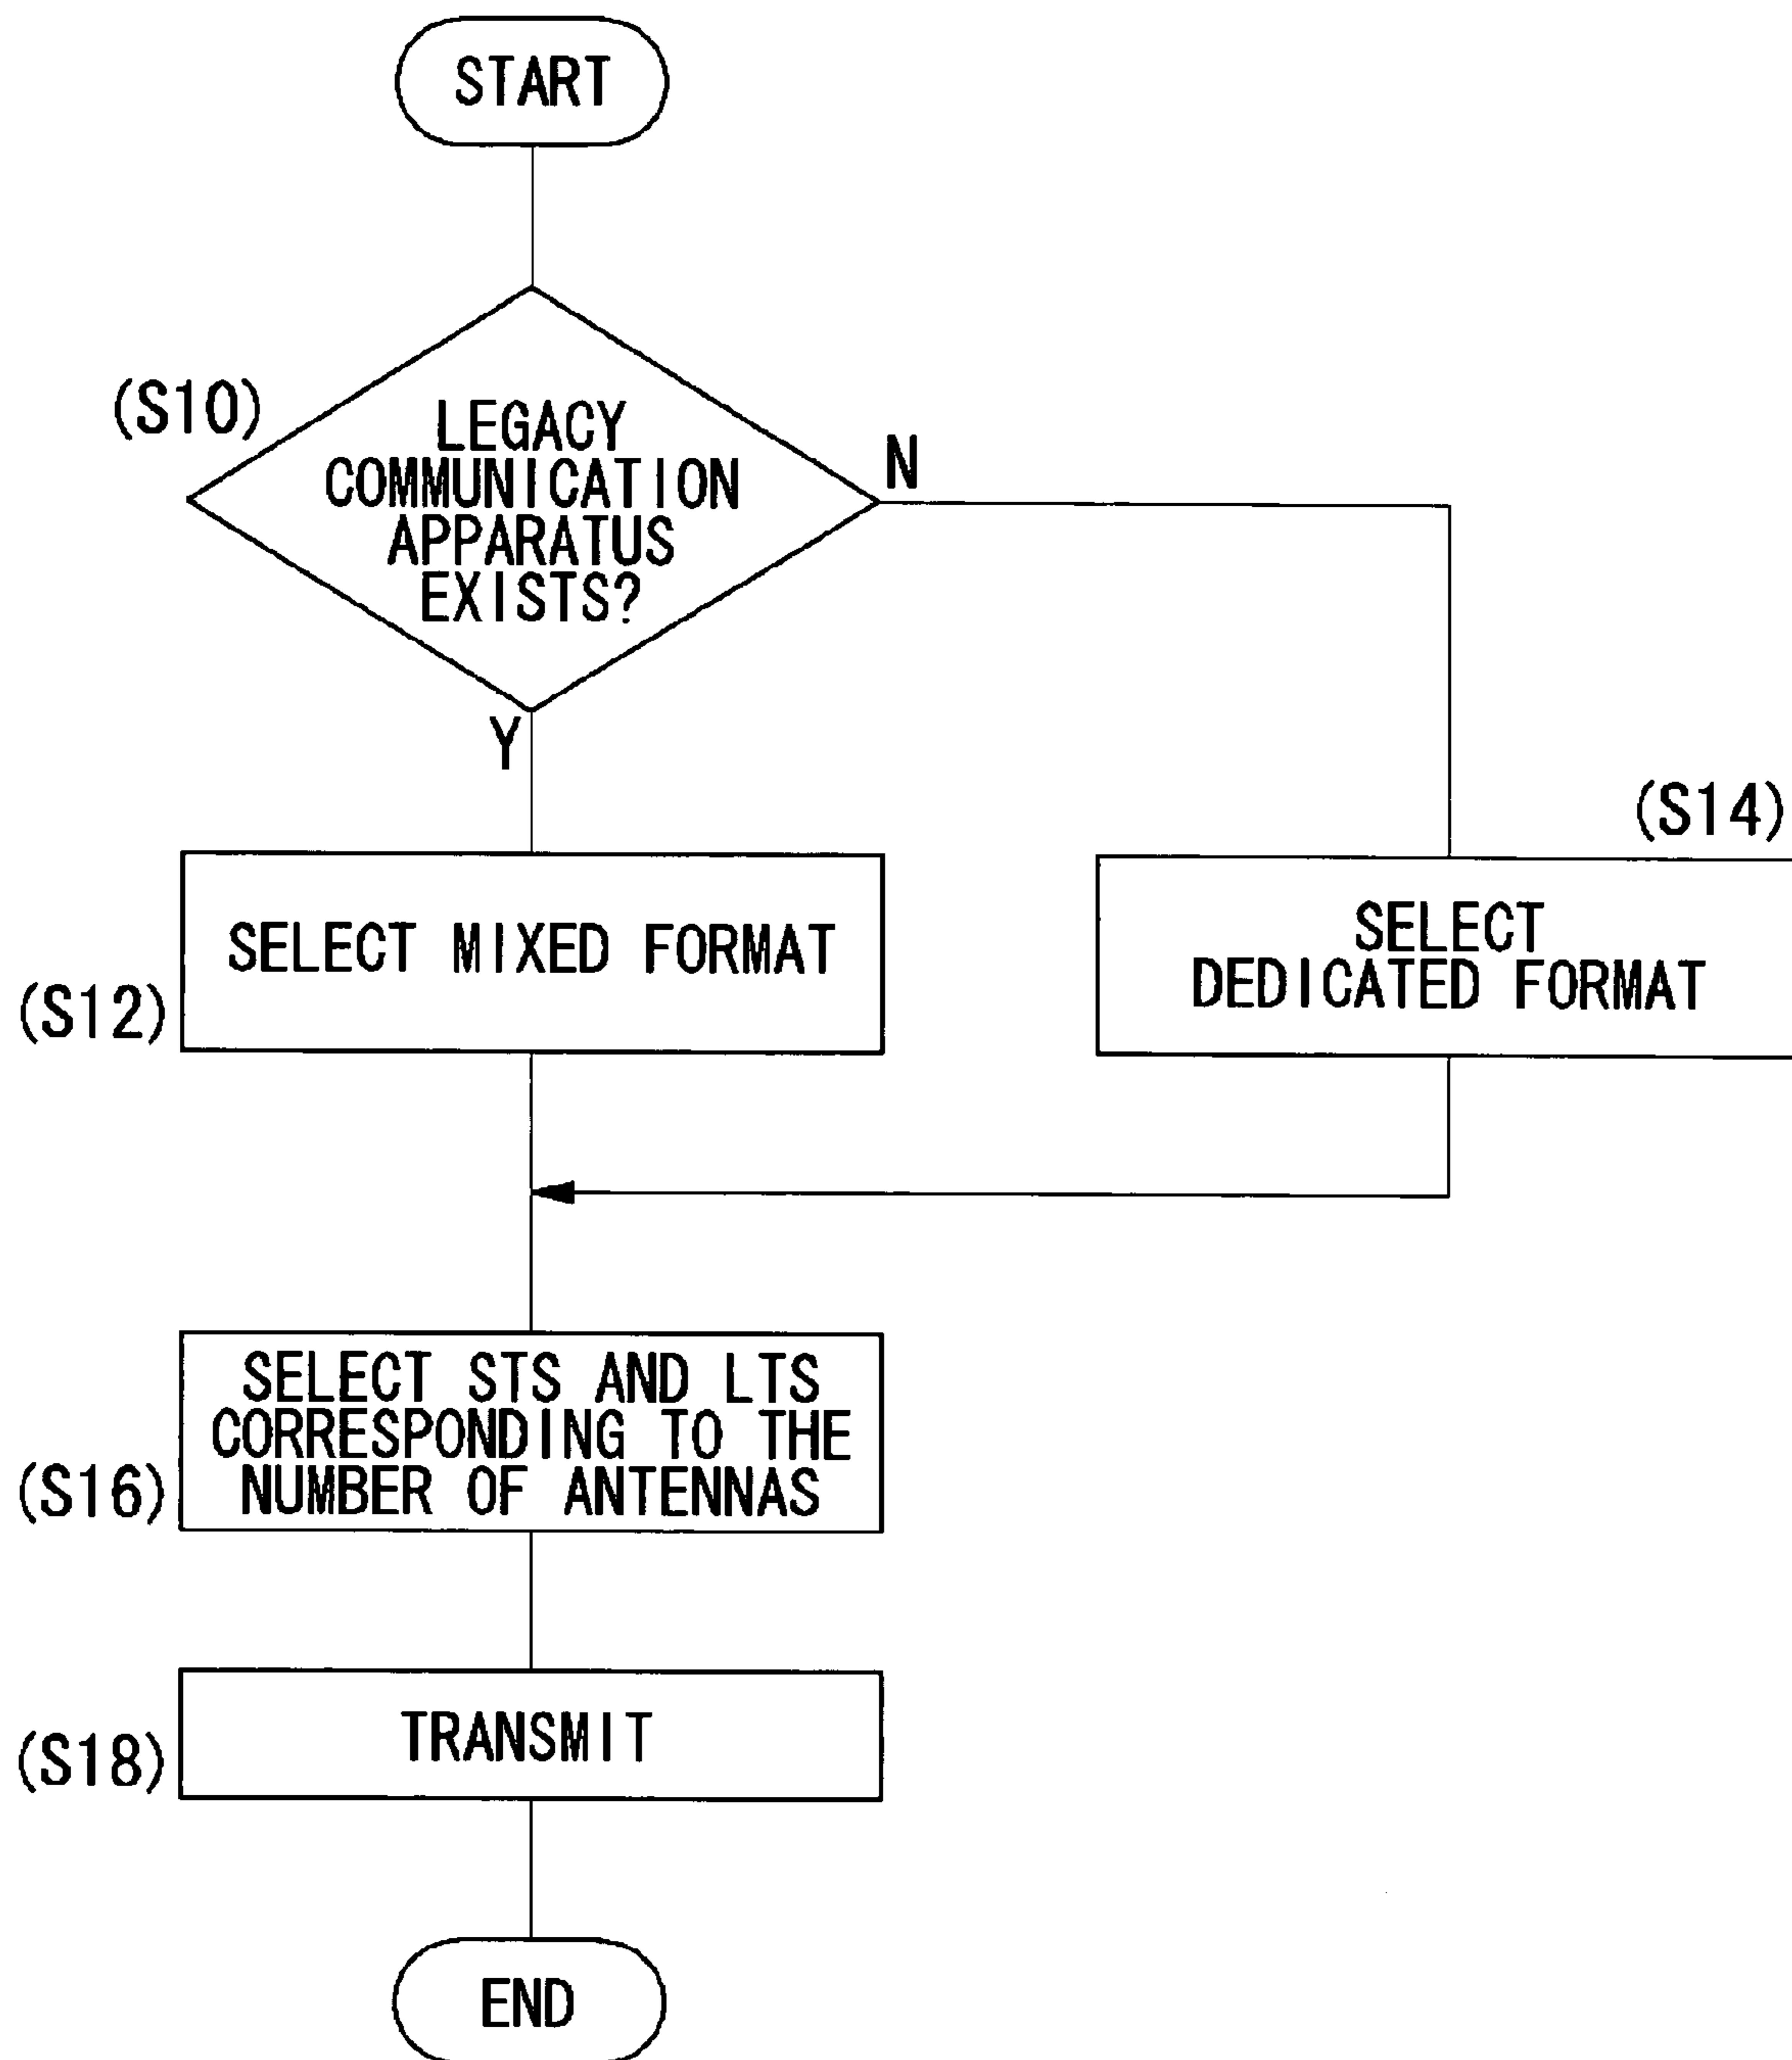 START
(S10)
LEGACY
COMMUNICATION
APPARATUS
EXISTS?
N
Y
(S14)
SELECT MIXED FORMAT
(S12)
SELECT
DEDICATED FORMAT
SELECT STS AND LTS
CORRESPONDING TO THE
NUMBER OF ANTENNAS
(S16)
TRANSMIT
(S18)
END